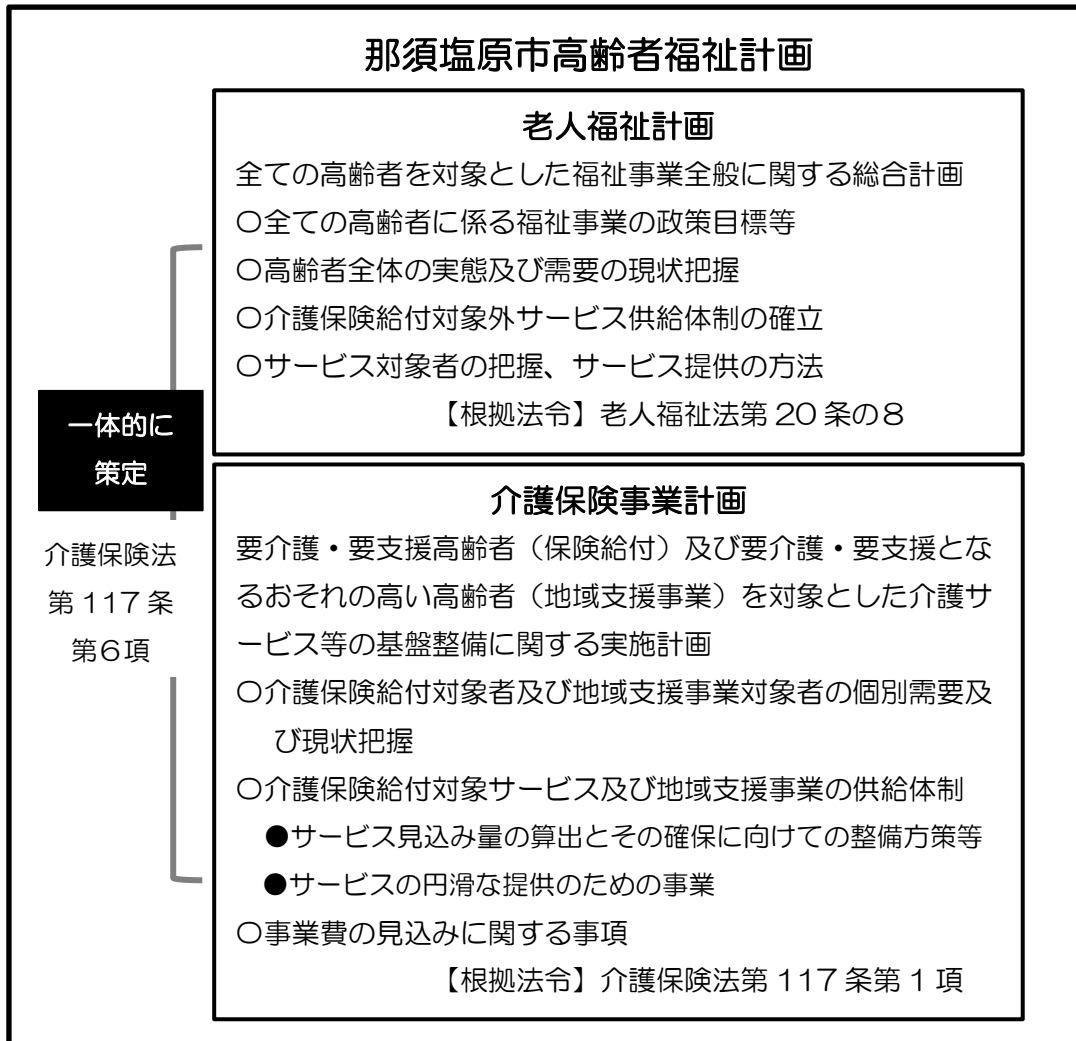 那須塩原市高齢者福祉計画
老人福祉計画
全ての高齢者を対象とした福祉事業全般に関する総合計画
〇全ての高齢者に係る福祉事業の政策目標等
〇高齢者全体の実態及び需要の現状把握
〇介護保険給付対象外サービス供給体制の確立
〇サービス対象者の把握、サービス提供の方法
【根拠法令】老人福祉法第 20 条の8
一体的に
策定
介護保険法
第 117 条
第6項
介護保険事業計画
要介護・要支援高齢者（保険給付）及び要介護・要支援とな
るおそれの高い高齢者（地域支援事業）を対象とした介護サ
ービス等の基盤整備に関する実施計画
〇介護保険給付対象者及び地域支援事業対象者の個別需要及
び現状把握
〇介護保険給付対象サービス及び地域支援事業の供給体制
●サービス見込み量の算出とその確保に向けての整備方策等
●サービスの円滑な提供のための事業
〇事業費の見込みに関する事項
【根拠法令】介護保険法第 117 条第 1 項